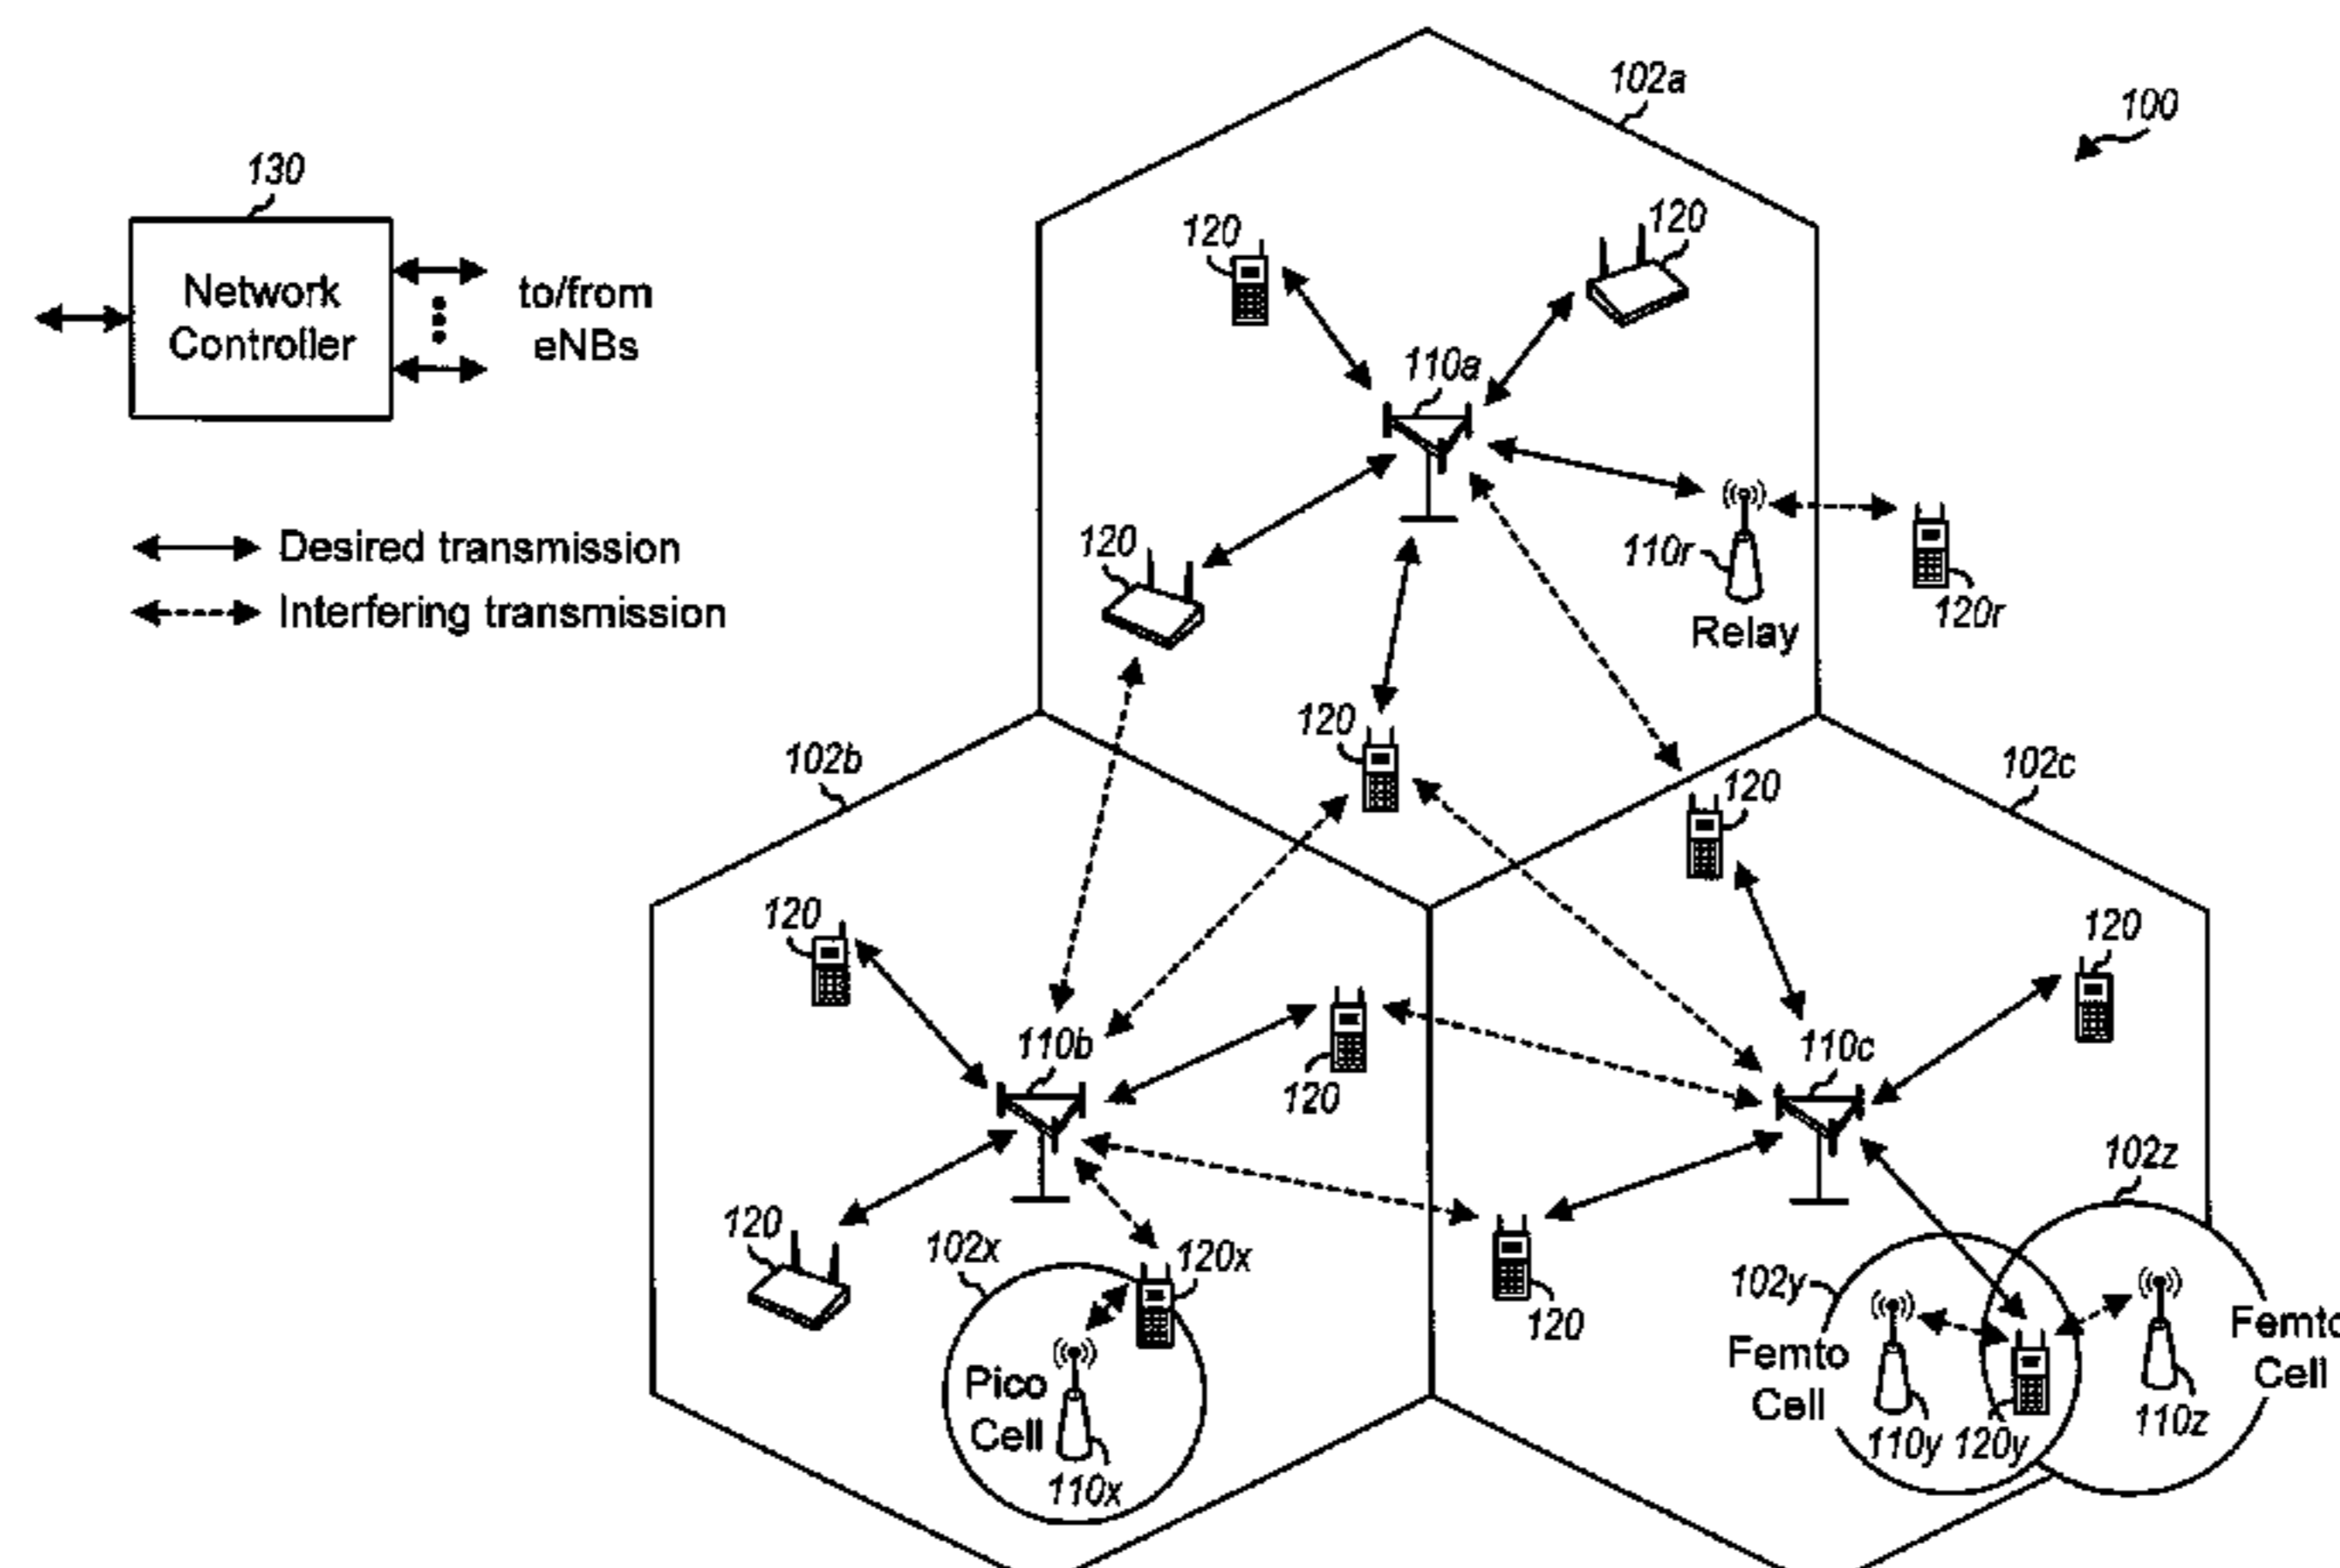 102a
100
130
120
120
Network
Controller
to/from
eNBs
110a
Desired transmission
Interfering transmission
120
110r
Relay
120r
120
102b
102c
120
120
120
110b
120
110c
102z
120
102x
120x
102y
120
Femto
Cell
Femto
Cell
Pico
Cell
110x
110y
120y
110z